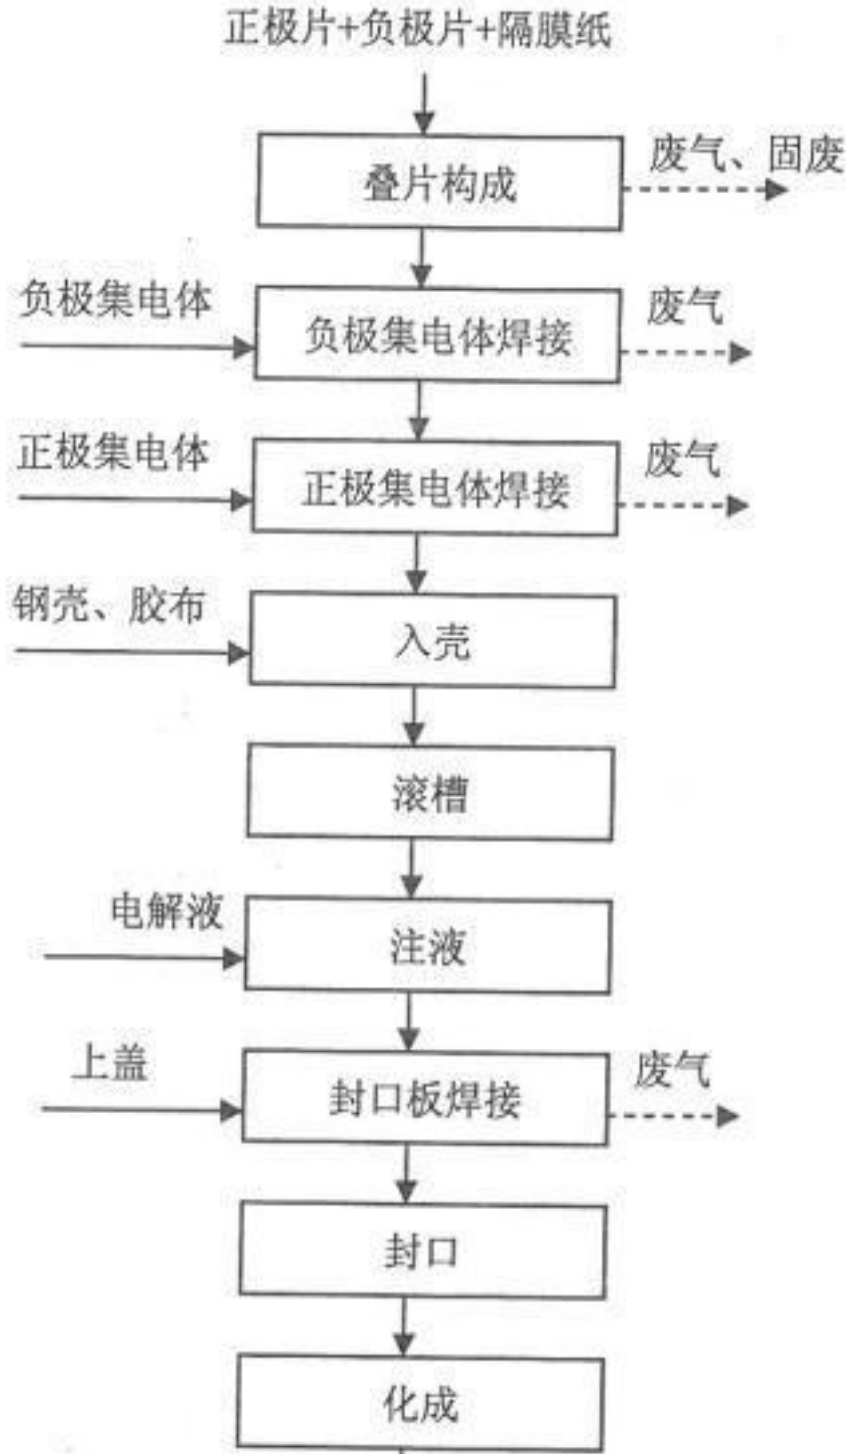 正极片+负极片+隔膜纸
叠片构成
废气、固废
负极集电体
负极集电体焊接
废气
正极集电体
正极集电体焊接
废气
钢壳、胶布
入壳
滚槽
电解液
注液
上盖
封口板焊接
废气
封口
化成